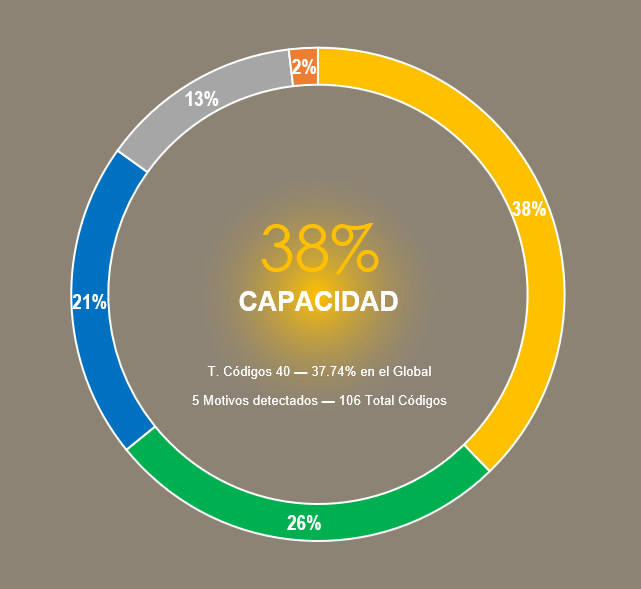 2%
13%
38%
38%
CAPACIDAD
21%
T. Códigos 40 — 37.74% en el Global
5 Motivos detectados — 106 Total Códigos
26%